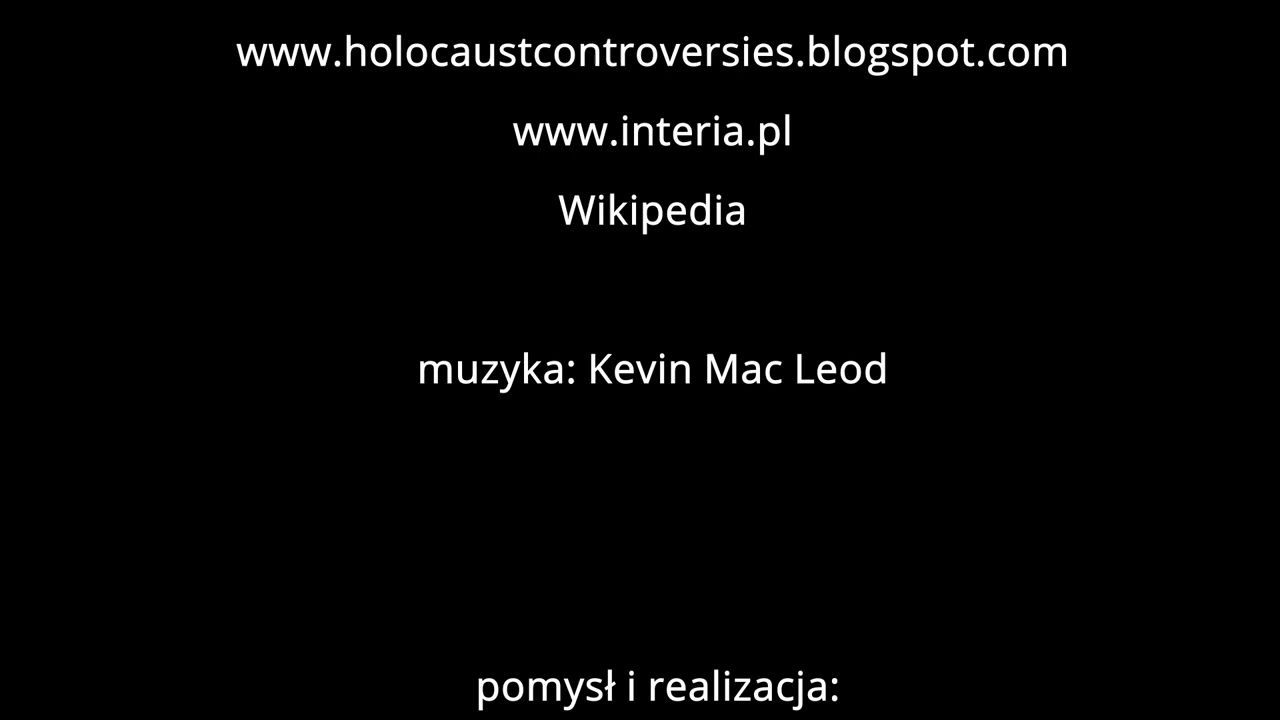 www.holocaustcontroversies.blogspot.com
www.interia.pl
Wikipedia
muzyka: Kevin Mac Leod
pomysł i realizacja: